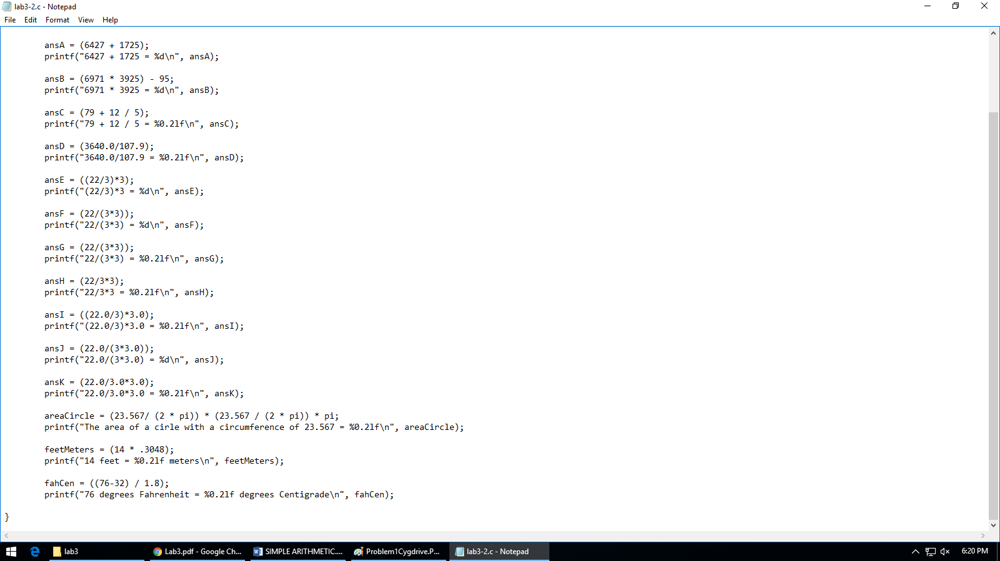 lab3-2.c - Notepad
File Edit Format View Help
ansA = (6427 + 1725);
printf("6427 + 1725 = %d\n", ansA);
ansB = (6971 * 3925) - 95;
printf("6971 * 3925 = %d\n", ansB);
ansC = (79 + 12 / 5);
printf("79 + 12 / 5 = %0.2lf\n", ansC);
ansD = (3640.0/107.9);
printf("3640.0/107.9 = %0.2lf\n", ansD);
ansE = ((22/3)*3);
printf("(22/3)*3 = %d\n", ansE);
ansF = (22/(3*3));
printf("22/(3*3) = %d\n", ansF);
ansG = (22/(3*3));
printf("22/(3*3) = %0.2lf\n", ansG);
ansH = (22/3*3);
printf("22/3*3 = %0.2lf\n", ansH);
ansI = ((22.0/3)*3.0);
printf("(22.0/3)*3.0 = %0.2lf\n", ansI);
ansJ = (22.0/(3*3.0));
printf("22.0/(3*3.0) = %d\n", ansJ);
ansK = (22.0/3.0*3.0);
printf("22.0/3.0*3.0 = %0.2lf\n", ansK);
areaCircle = (23.567/ (2 * pi)) * (23.567 / (2 * pi)) * pi;
printf("The area of a cirle with a circumference of 23.567 = %0.2lf\n", areaCircle);
feetMeters = (14 * .3048);
printf("14 feet = %0.2lf meters\n", feetMeters);
fahCen = ((76-32) / 1.8);
printf("76 degrees Fahrenheit = %0.2lf degrees Centigrade\n", fahCen);
}
lab3 Lab3.pdf - Google Ch... SIMPLE ARITHMETIC.... Problem1Cygdrive.P... lab3-2.c - Notepad 6:20 PM